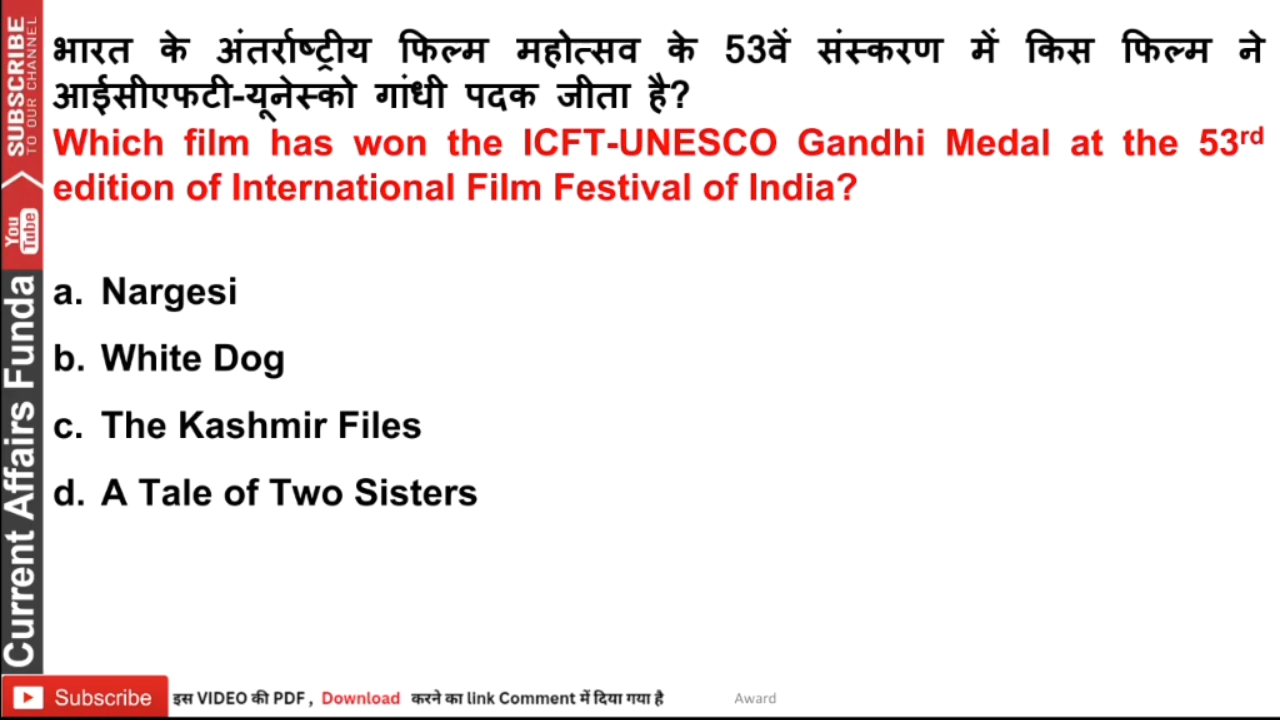 भारत के अंतर्राष्ट्रीय फिल्म महोत्सव के 53वें संस्करण में किस फिल्म ने
आईसीएफटी-यूनेस्को गांधी पदक जीता है?
Which film has won the ICFT-UNESCO Gandhi Medal at the 53rd
edition of International Film Festival of India?
a. Nargesi
b. White Dog
c. The Kashmir Files
d. A Tale of Two Sisters
SUBSCRIBE
TO OUR CHANNEL
You
Tube
Current Affairs Funda
Subscribe इस VIDEO की PDF , Download करने का link Comment में दिया गया है Award